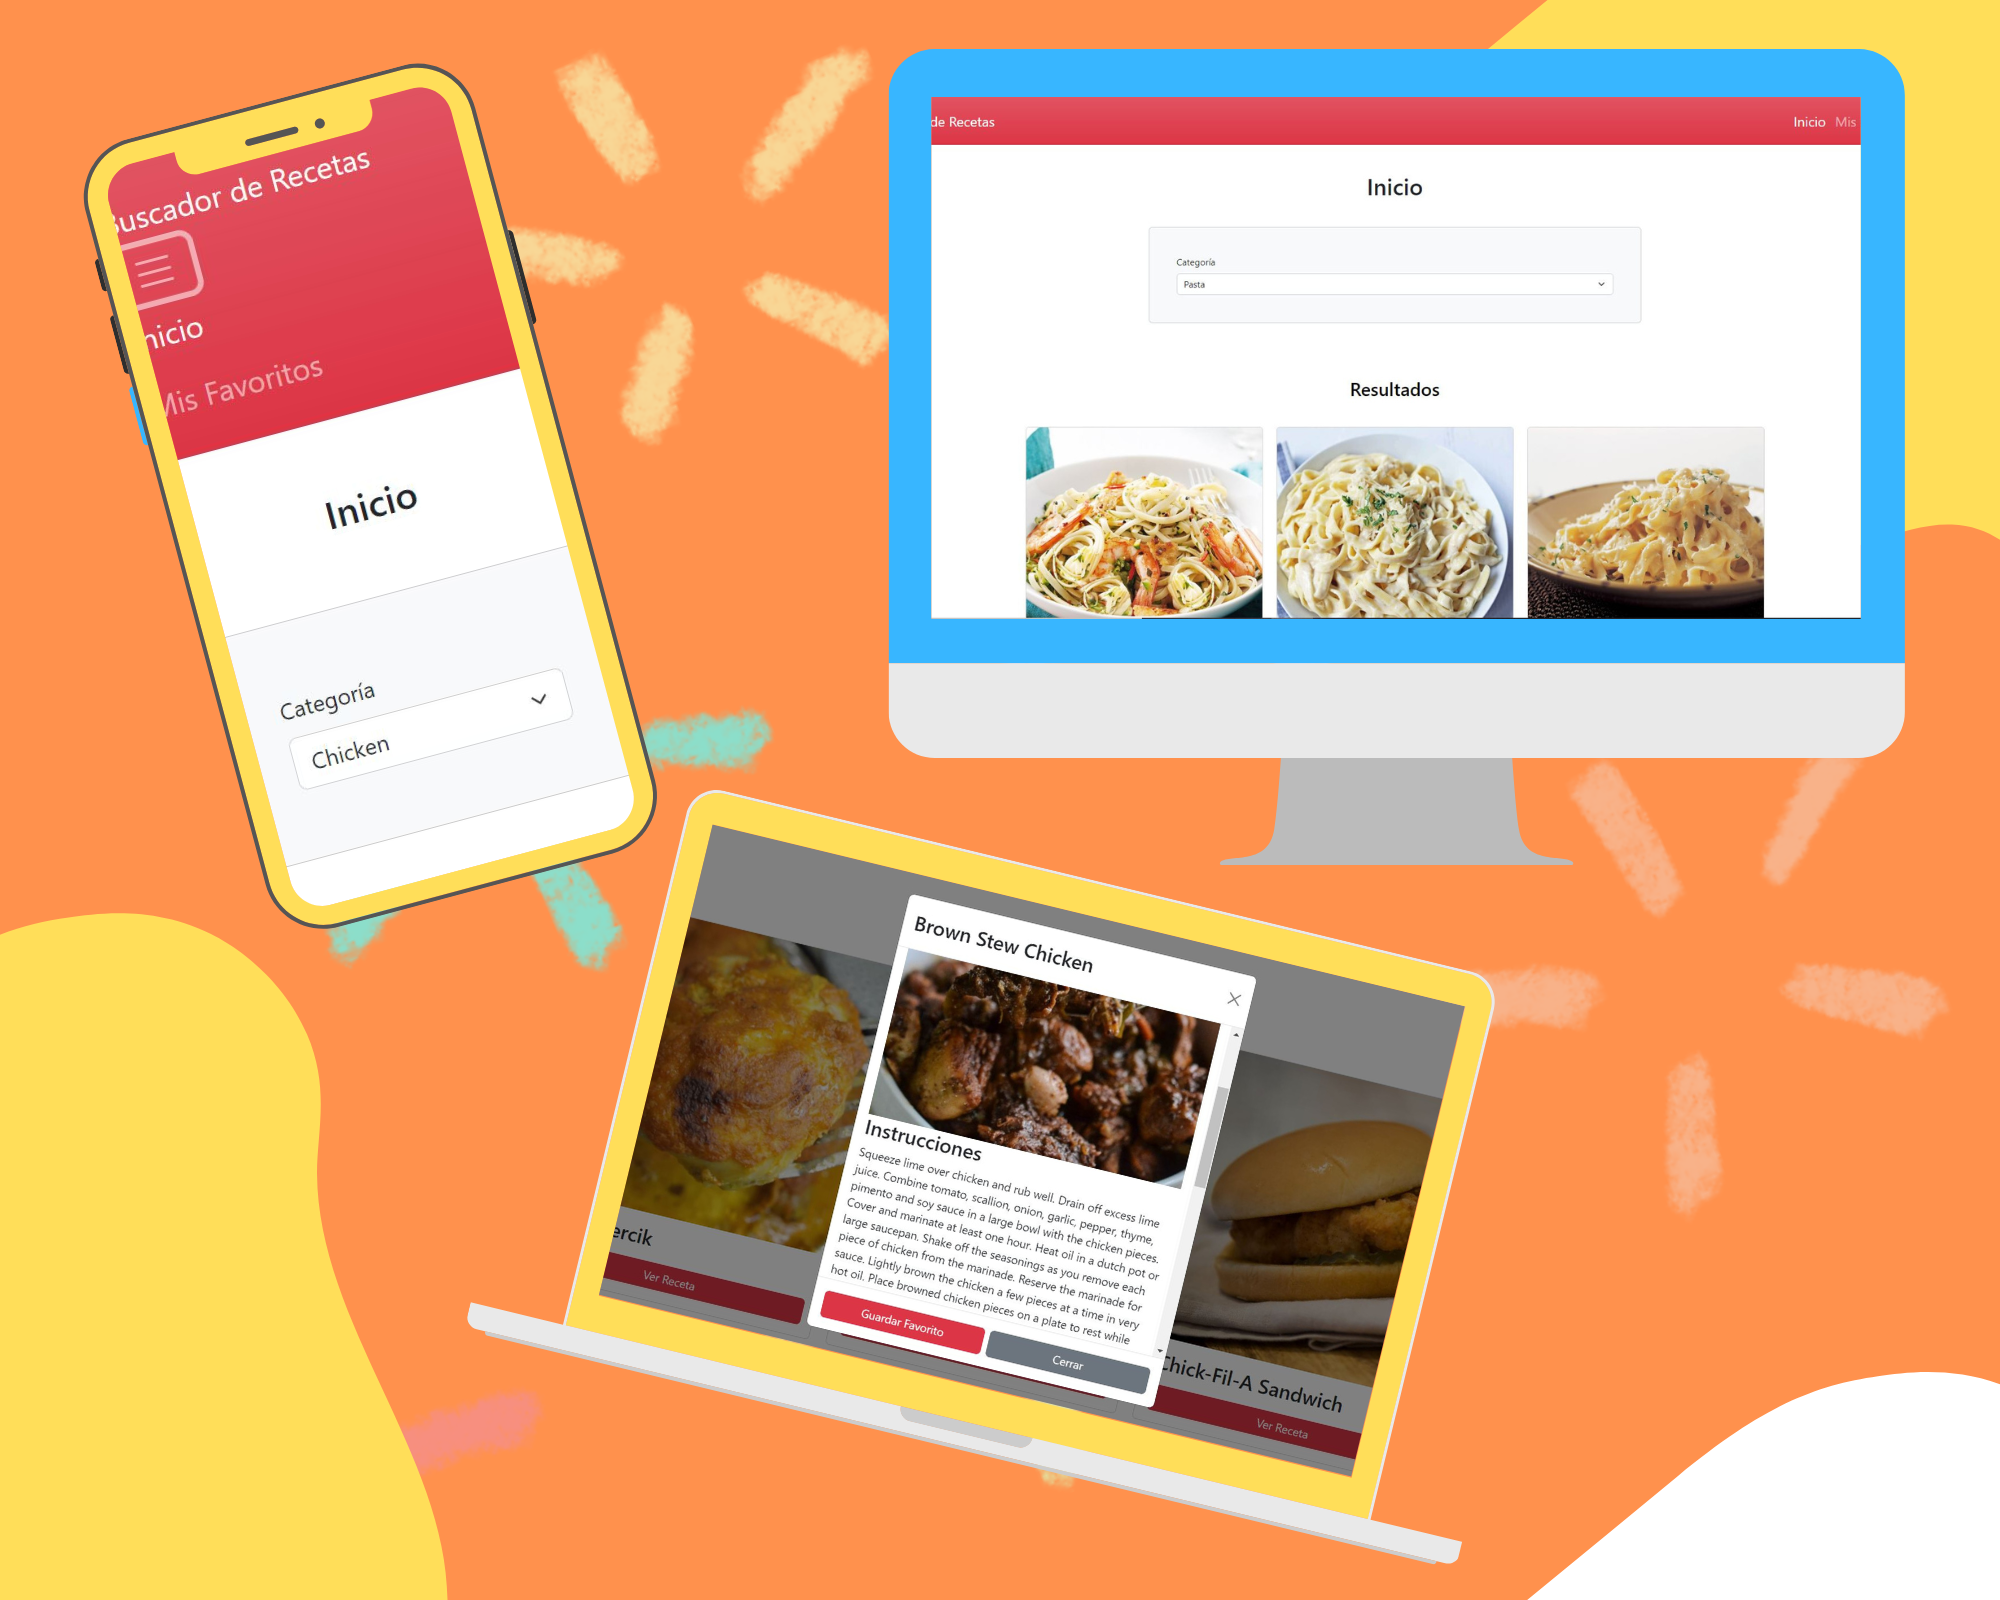 Buscador de Recetas
Inicio
Mis Favoritos
Inicio
Categoría
Chicken
de Recetas
Inicio Mis
Inicio
Categoría
Pasta
Resultados
Brown Stew Chicken
Instrucciones
Squeeze lime over chicken and rub well. Drain off excess lime
juice. Combine tomato, scallion, onion, garlic, pepper, thyme,
pimento and soy sauce in a large bowl with the chicken pieces.
Cover and marinate at least one hour. Heat oil in a dutch pot or
large saucepan. Shake off the seasonings as you remove each
piece of chicken from the marinade. Reserve the marinade for
sauce. Lightly brown the chicken a few pieces at a time in very
hot oil. Place browned chicken pieces on a plate to rest while
Guardar Favorito
Cerrar
ercik
Ver Receta
Chick-Fil-A Sandwich
Ver Receta